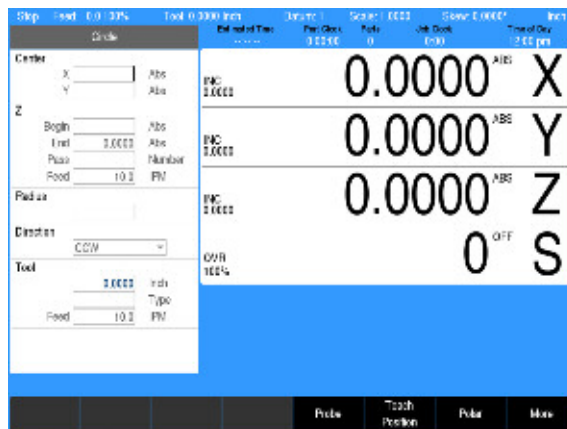 Stop Feed 0.0 100% Tool 0.0000 Inch Datum: 1 Scale: 1.0000 Skew: 0.0000° Inch
Circle
Estimated Time Part Clock Parts Job Clock Time of Day
--:--:-- 0:00:00 0 0:00 12:00 pm
Center
X Abs
Y Abs
Z
Begin Abs
End 0.0000 Abs
Pass Number
Feed 10.0 IPM
Radius
Direction
CCW
Tool
0.0000 Inch
Type
Feed 10.0 IPM
INC
0.0000
0.0000 ABS X
INC
0.0000
0.0000 ABS Y
INC
0.0000
0.0000 ABS Z
OVR
100%
0 OFF S
Probe
Teach
Position
Polar
More